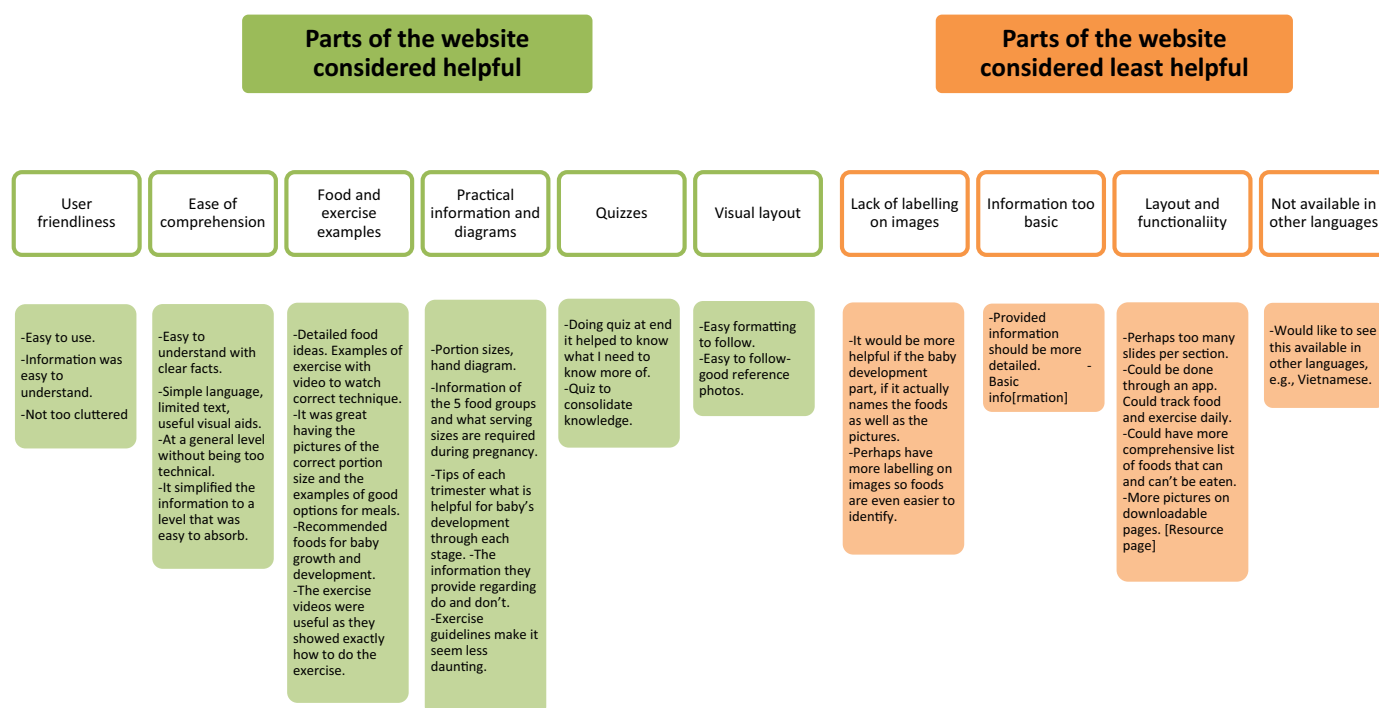 Parts of the website
considered helpful
Parts of the website
considered least helpful
User
friendliness
Ease of
comprehension
Food and
exercise
examples
Practical
information and
diagrams
Quizzes
Visual layout
Lack of labelling
on images
Information too
basic
Layout and
functionaliity
Not available in
other languages
-Easy to use.
-Information was
easy to
understand.
-Not too cluttered
-Easy to
understand with
clear facts.
-Simple language,
limited text,
useful visual aids.
-At a general level
without being too
technical.
-It simplified the
information to a
level that was
easy to absorb.
-Detailed food
ideas. Examples of
exercise with
video to watch
correct technique.
-It was great
having the
pictures of the
correct portion
size and the
examples of good
options for meals.
-Recommended
foods for baby
growth and
development.
-The exercise
videos were
useful as they
showed exactly
how to do the
exercise.
-Portion sizes,
hand diagram.
-Information of
the 5 food groups
and what serving
sizes are required
during pregnancy.
-Tips of each
trimester what is
helpful for baby's
development
through each
stage. -The
information they
provide regarding
do and don't.
-Exercise
guidelines make it
seem less
daunting.
-Doing quiz at end
it helped to know
what I need to
know more of.
-Quiz to
consolidate
knowledge.
-Easy formatting
to follow.
-Easy to follow-
good reference
photos.
-It would be more
helpful if the baby
development
part, if it actually
names the foods
as well as the
pictures.
-Perhaps have
more labelling on
images so foods
are even easier to
identify.
-Provided
information
should be more
detailed. -
Basic
info[rmation]
-Perhaps too many
slides per section.
-Could be done
through an app.
Could track food
and exercise daily.
-Could have more
comprehensive list
of foods that can
and can't be eaten.
-More pictures on
downloadable
pages. [Resource
page]
-Would like to see
this available in
other languages,
e.g., Vietnamese.